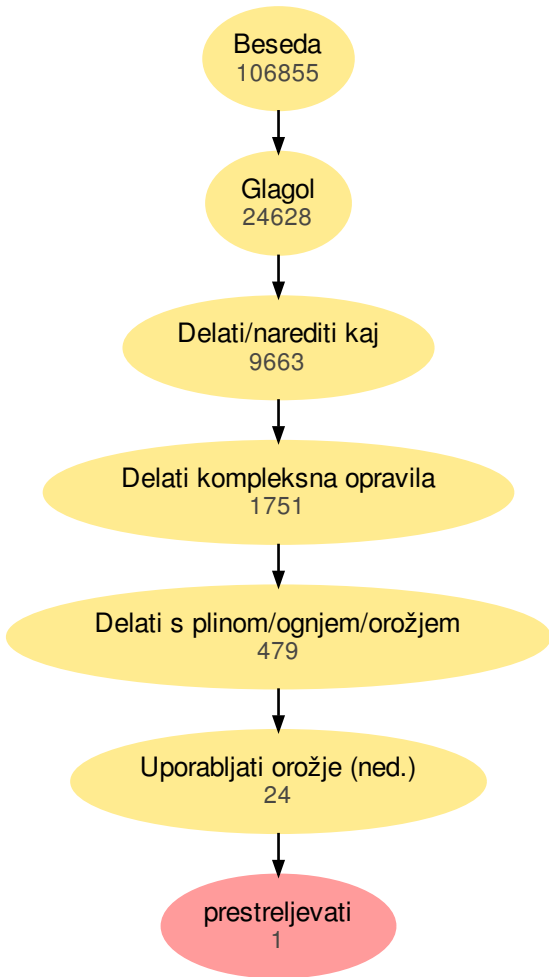 Beseda
106855
Glagol
24628
Delati/narediti kaj
9663
Delati kompleksna opravila
1751
Delati s plinom/ognjem/orožjem
479
Uporabljati orožje (ned.)
24
prestreljevati
1